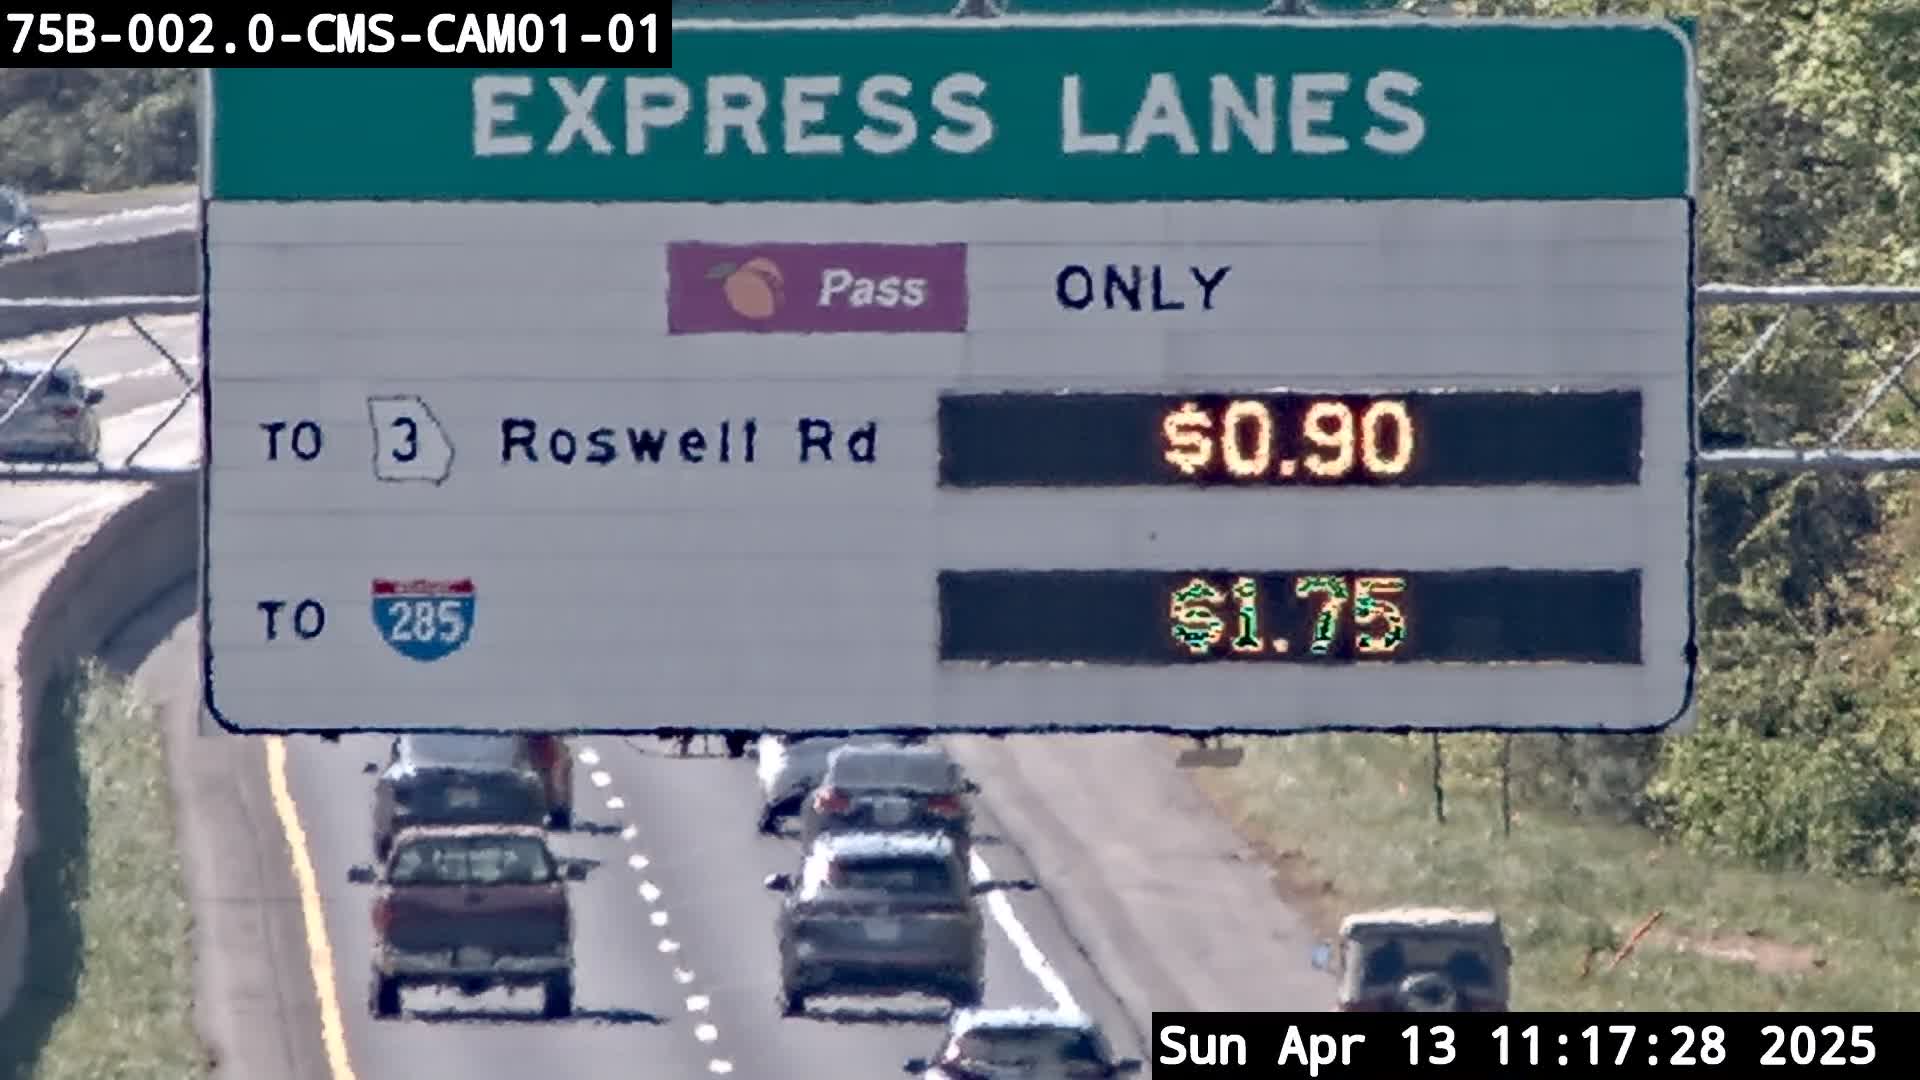 75B-002.0-CMS-CAM01-01
EXPRESS LANES
Pass ONLY
TO 3 Roswell Rd $0.90
TO 285 $1.75
Sun Apr 13 11:17:28 2025